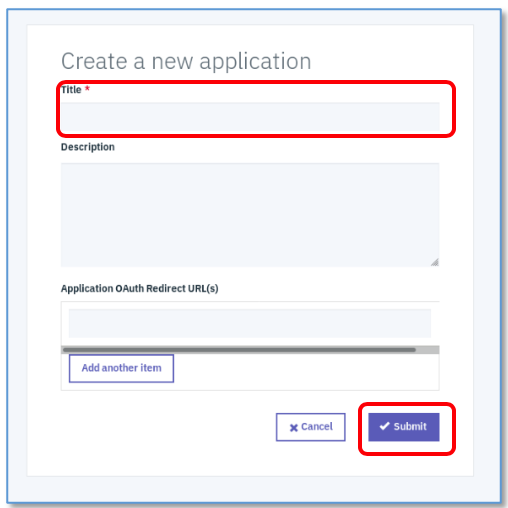 Create a new application
Title *
Description
Application OAuth Redirect URL(s)
Add another item
Cancel Submit